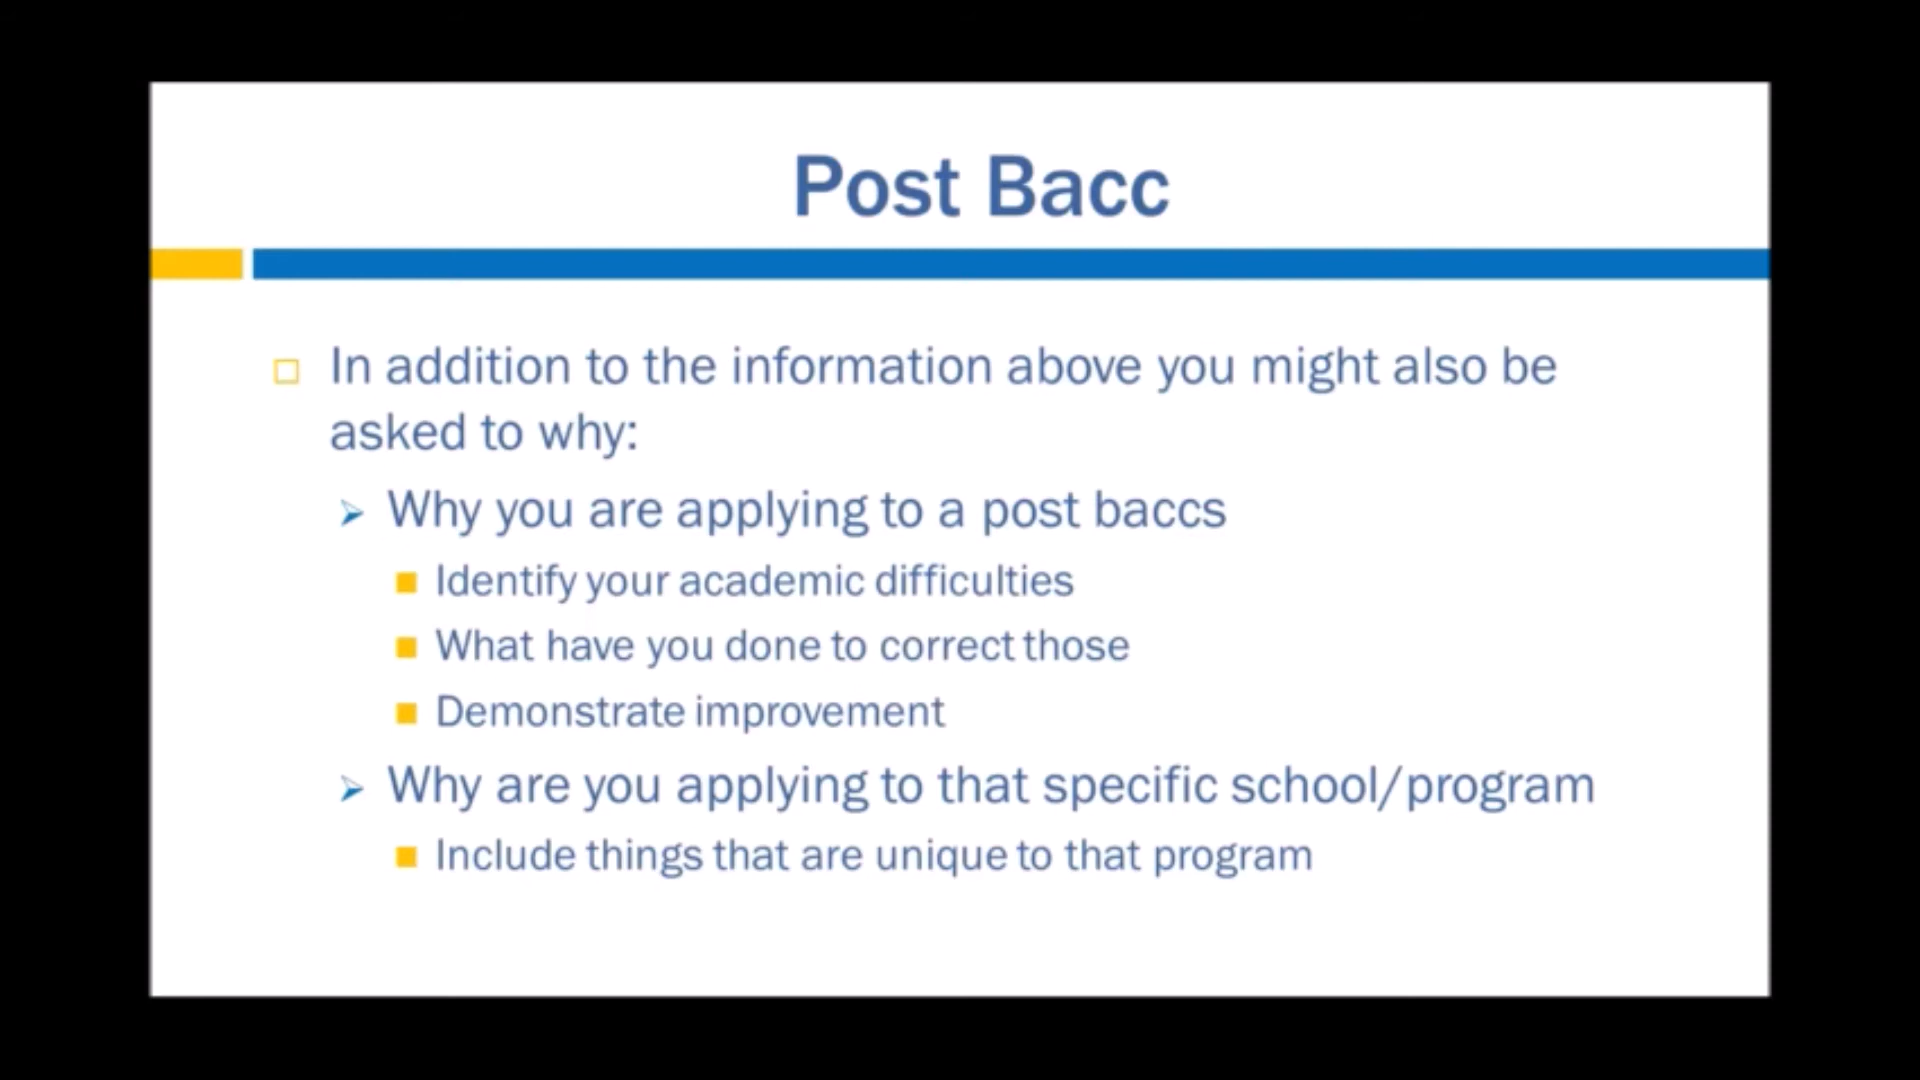 Post Bacc
In addition to the information above you might also be
asked to why:
Why you are applying to a post baccs
Identify your academic difficulties
What have you done to correct those
Demonstrate improvement
Why are you applying to that specific school/program
Include things that are unique to that program